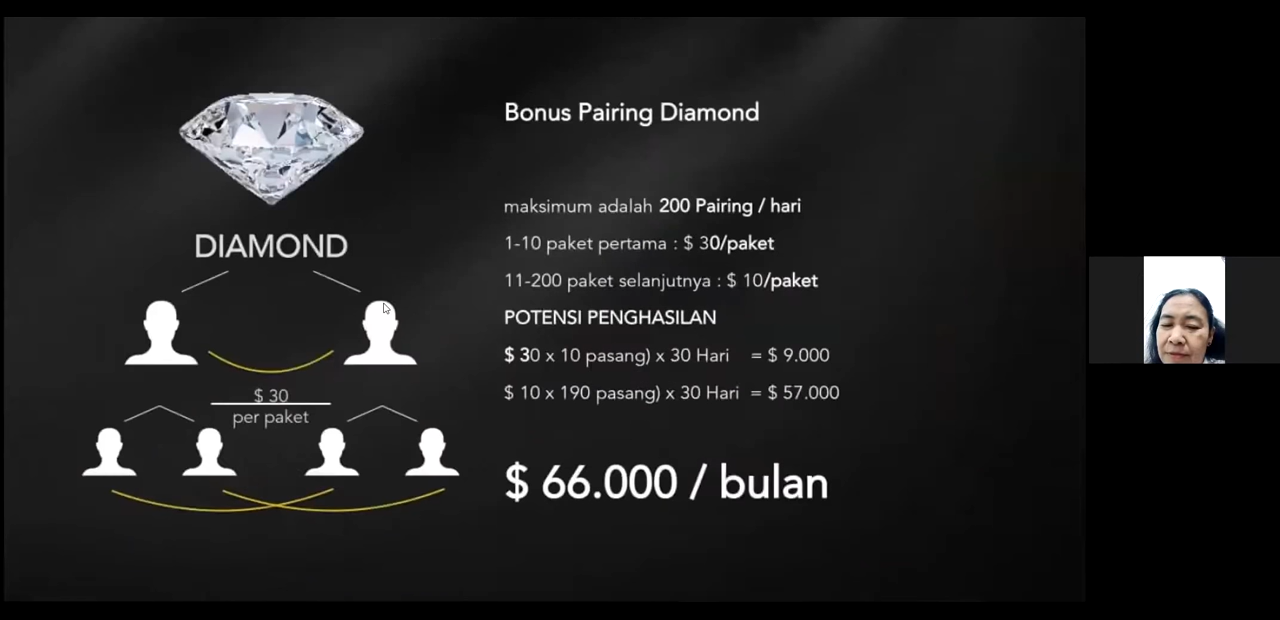 Bonus Pairing Diamond
maksimum adalah 200 Pairing / hari
1-10 paket pertama : $ 30/paket
11-200 paket selanjutnya : $ 10/paket
POTENSI PENGHASILAN
$ 30 x 10 pasang) x 30 Hari = $ 9.000
$ 10 x 190 pasang) x 30 Hari = $ 57.000
$ 66.000 / bulan
DIAMOND
$ 30
per paket